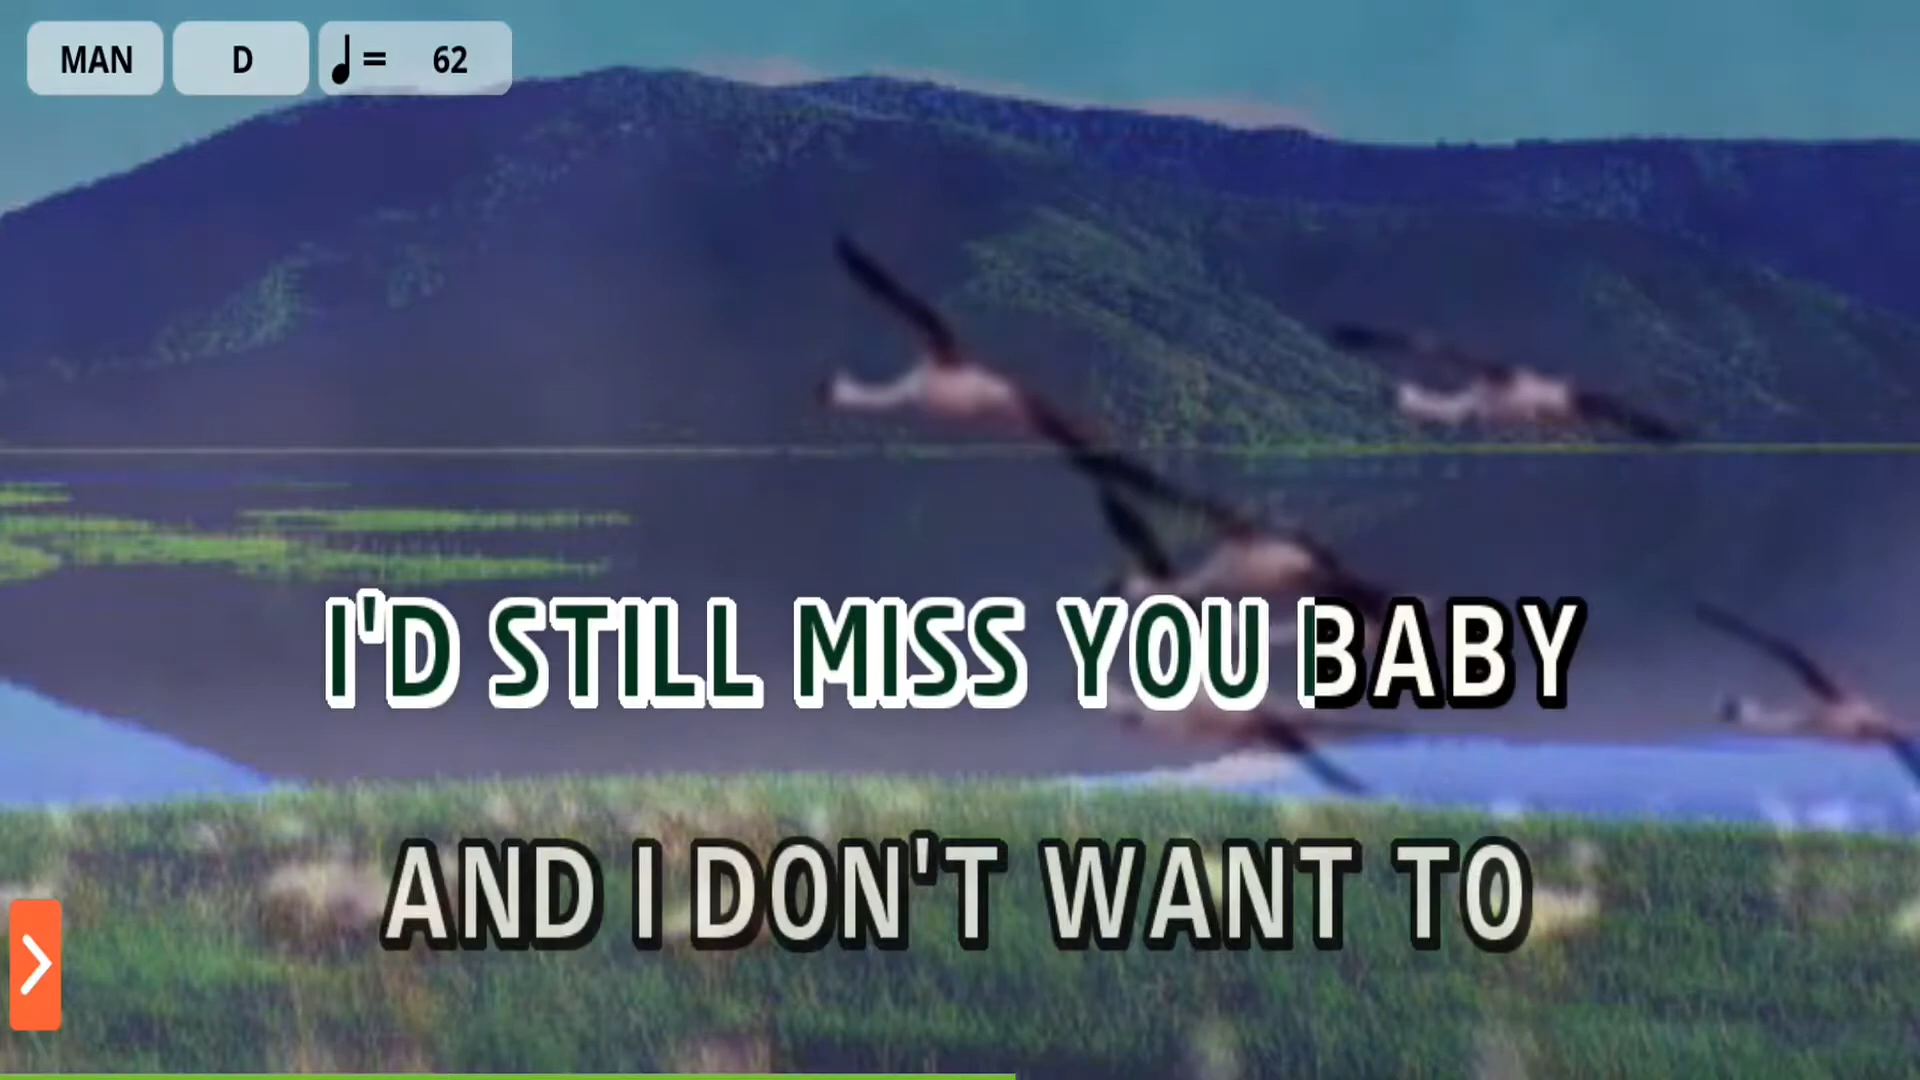 MAN D ♩= 62
I'D STILL MISS YOU BABY
AND I DON'T WANT TO